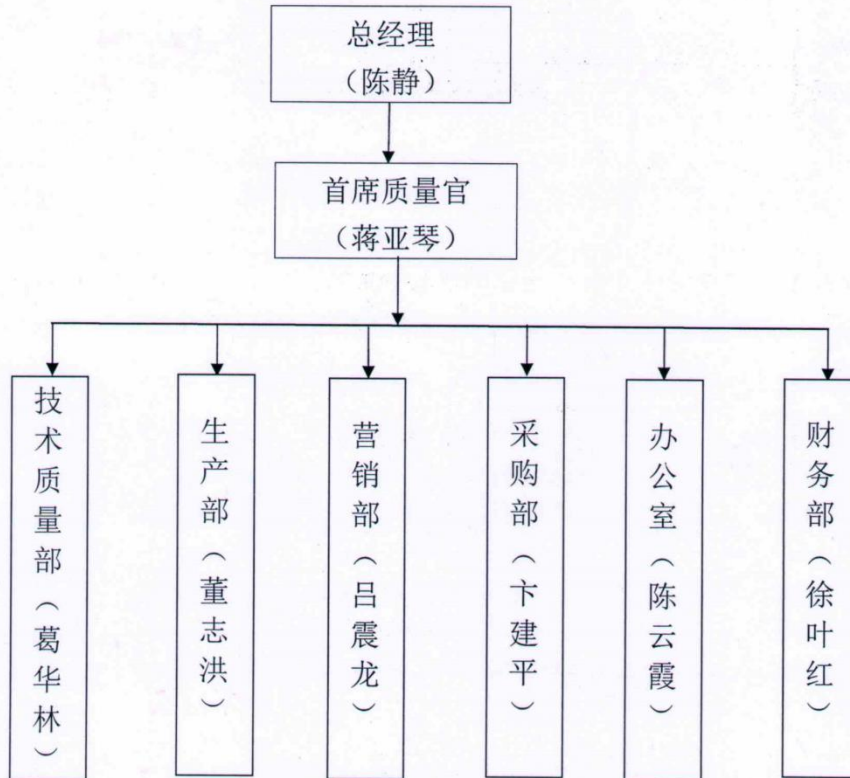 总经理
（陈静）
首席质量官
（蒋亚琴）
技术质量部（葛华林）
生产部（董志洪）
营销部（吕震龙）
采购部（卞建平）
办公室（陈云霞）
财务部（徐叶红）